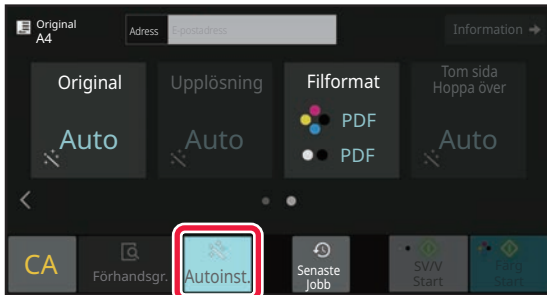 Original
A4
Adress
E-postadress
Information
Original
Auto
Upplösning
Auto
Filformat
PDF
PDF
Tom sida
Hoppa över
Auto
CA
Förhandsgr.
Autoinst.
Senaste
Jobb
SV/V
Start
Färg
Start